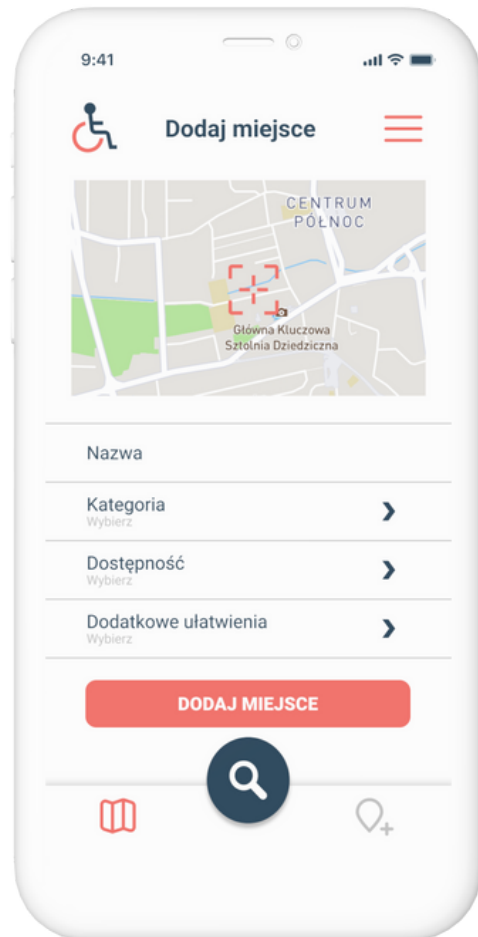 9:41
Dodaj miejsce
CENTRUM
PÓŁNOC
Główna Kluczowa
Sztolnia Dziedziczna
Nazwa
Kategoria
Wybierz
Dostępność
Wybierz
Dodatkowe ułatwienia
Wybierz
DODAJ MIEJSCE